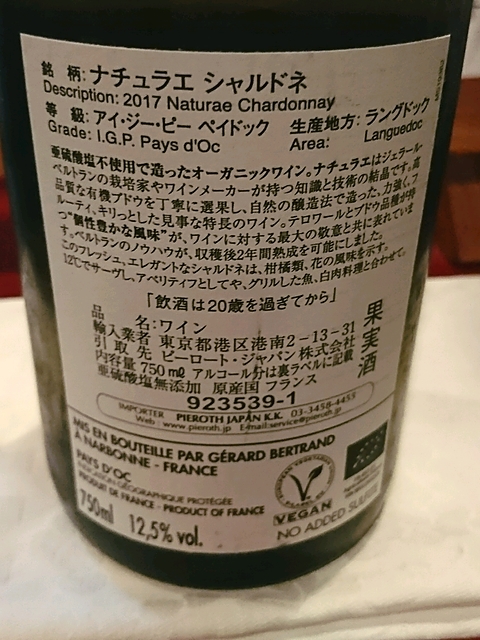 銘 柄: ナチュラエ シャルドネ
Description: 2017 Naturae Chardonnay
等 級: アイ・ジー・ピー ペイドック 生産地方: ラングドック
Grade: I.G.P. Pays d'Oc Area: Languedoc
亜硫酸塩不使用で造ったオーガニックワイン。ナチュラエはジェラール・
ベルトランの栽培家やワインメーカーが持つ知識と技術の結晶です。高
品質な有機ブドウを丁寧に選果し、自然の醸造法で造った、力強く、フ
ルーティ、キリっとした見事な特長のワイン。テロワールとブドウ品種が持
つ"個性豊かな風味"が、ワインに対する最大の敬意と共に表れていま
す。ベルトランのノウハウが、収穫後2年間熟成を可能にしました。
このフレッシュ、エレガントなシャルドネは、柑橘類、花の風味を示す。
12℃でサーヴし、アペリティフとしてや、グリルした魚、白肉料理と合わせて。
「飲酒は20歳を過ぎてから」
品 名:ワイン
輸入業者 東京都港区港南2-13-31
引 取 先 ピーロート・ジャパン株式会社
内容量 750㎖ アルコール分は裏ラベルに記載
亜硫酸塩無添加 原産国 フランス
果実酒
923539-1
IMPORTER PIEROTH JAPAN K.K. 03-3458-4455
Web : www.pieroth.jp E-mail:service@pieroth.jp
MIS EN BOUTEILLE PAR GÉRARD BERTRAND
À NARBONNE - FRANCE
PAYS D'OC
INDICATION GÉOGRAPHIQUE PROTÉGÉE
PRODUIT DE FRANCE - PRODUCT OF FRANCE
750ml 12,5% vol.
VEGAN
NO ADDED SULFITES